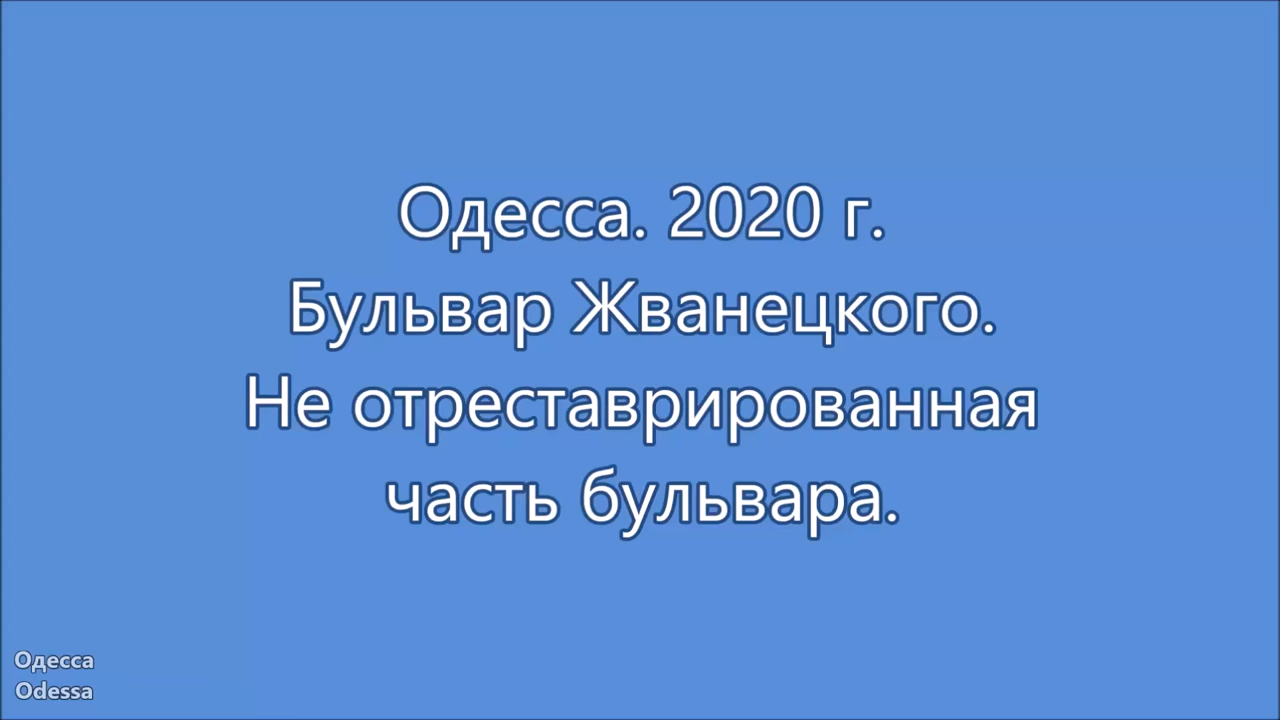 Одесса. 2020 г.
Бульвар Жванецкого.
Не отреставрированная
часть бульвара.
Одесса
Odessa